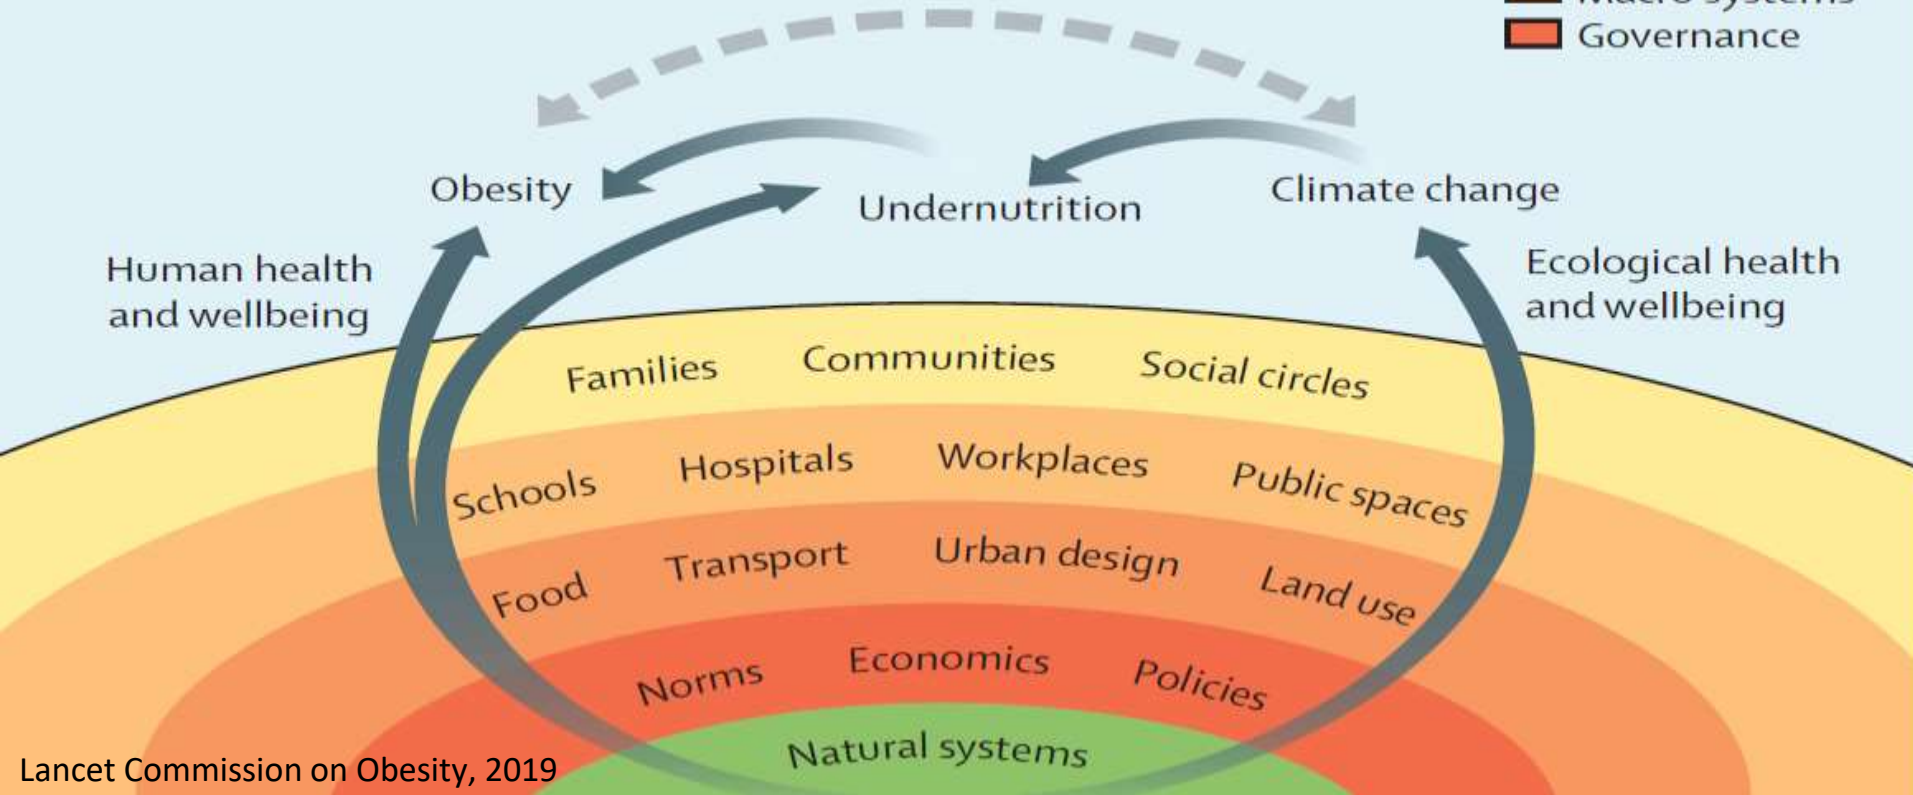 Macro systems
Governance
Obesity
Undernutrition
Climate change
Human health
and wellbeing
Ecological health
and wellbeing
Families Communities Social circles
Schools Hospitals Workplaces Public spaces
Food Transport Urban design Land use
Norms Economics Policies
Natural systems
Lancet Commission on Obesity, 2019